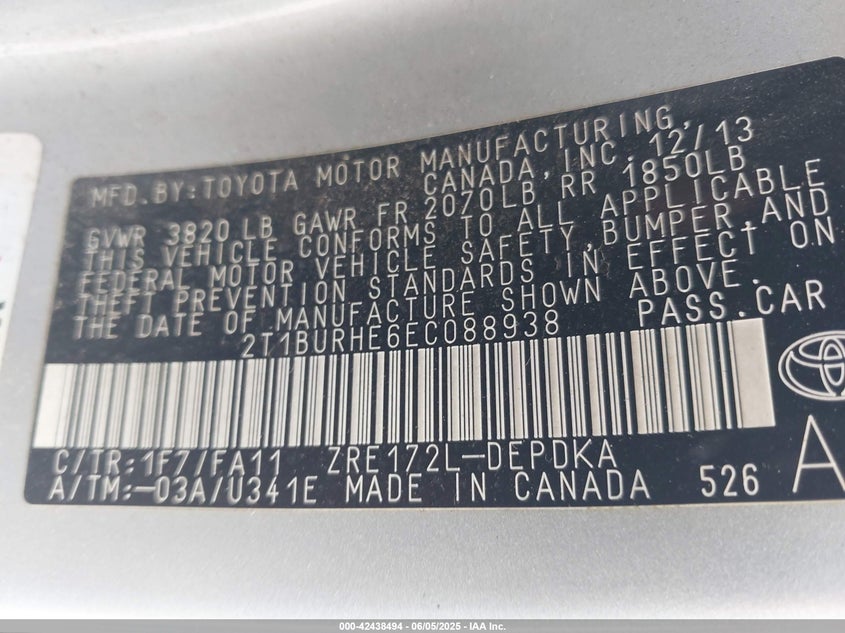 MFD.BY:TOYOTA MOTOR MANUFACTURING,
CANADA,INC. 12/13
GVWR 3820 LB GAWR FR 2070LB RR 1850LB
THIS VEHICLE CONFORMS TO ALL APPLICABLE
FEDERAL MOTOR VEHICLE SAFETY,BUMPER,AND
THEFT PREVENTION STANDARDS IN EFFECT ON
THE DATE OF MANUFACTURE SHOWN ABOVE.
2T1BURHE6EC088938 PASS.CAR
C/TR:1F7/FA11 ZRE172L-DEPDKA
A/TM:-03A/U341E MADE IN CANADA 526 A
000-42438494 - 06/05/2025 - IAA Inc.